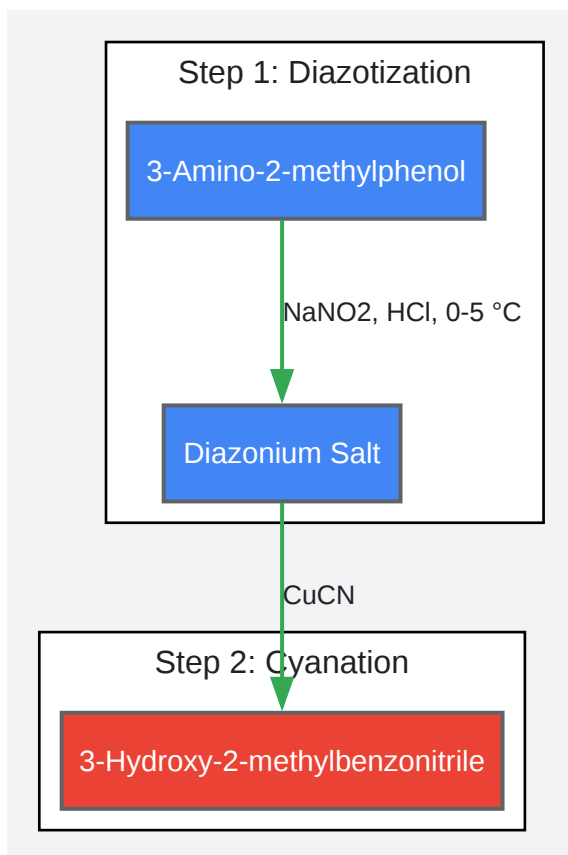 Step 1: Diazotization
3-Amino-2-methylphenol
NaNO2, HCl, 0-5 °C
Diazonium Salt
CuCN
Step 2: Cyanation
3-Hydroxy-2-methylbenzonitrile